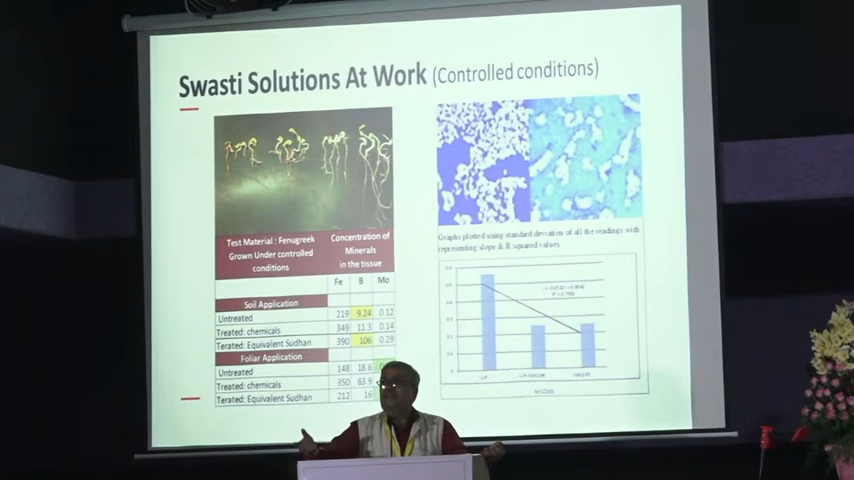 Swasti Solutions At Work (Controlled conditions)
Test Material : Fenugreek
Grown Under controlled
conditions
Concentration of
Minerals
in the tissue
Fe B Mo
Soil Application
Untreated 219 9.24 0.12
Treated: chemicals 349 11.3 0.14
Terated: Equivalent Sudhan 390 106 0.29
Foliar Application
Untreated 148 18.6
Treated: chemicals 350 63.9
Terated: Equivalent Sudhan 212 16
Graphs plotted using standard deviation of all the readings with
representing slope & R squared values.